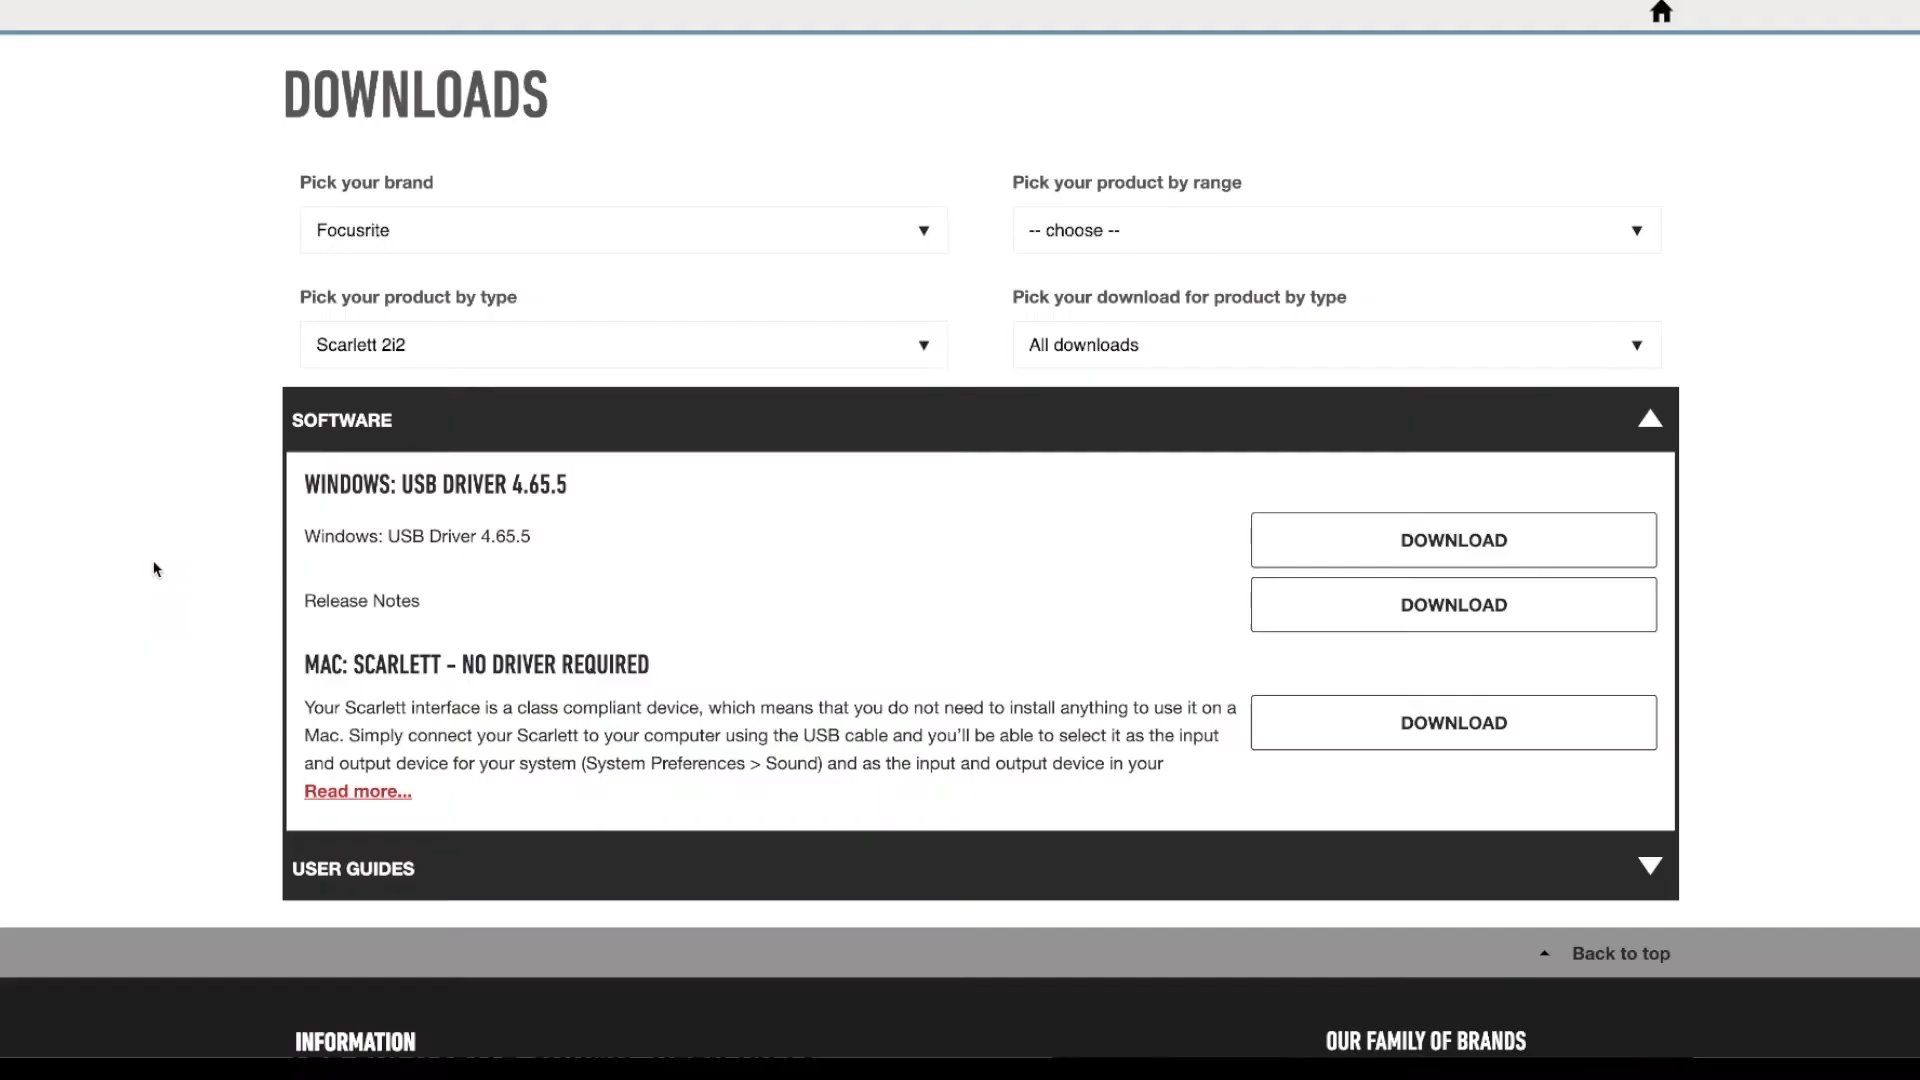 DOWNLOADS
Pick your brand
Pick your product by range
Focusrite
-- choose --
Pick your product by type
Pick your download for product by type
Scarlett 2i2
All downloads
SOFTWARE
WINDOWS: USB DRIVER 4.65.5
Windows: USB Driver 4.65.5
DOWNLOAD
Release Notes
DOWNLOAD
MAC: SCARLETT - NO DRIVER REQUIRED
Your Scarlett interface is a class compliant device, which means that you do not need to install anything to use it on a
Mac. Simply connect your Scarlett to your computer using the USB cable and you'll be able to select it as the input
and output device for your system (System Preferences > Sound) and as the input and output device in your
Read more...
DOWNLOAD
USER GUIDES
Back to top
INFORMATION
OUR FAMILY OF BRANDS